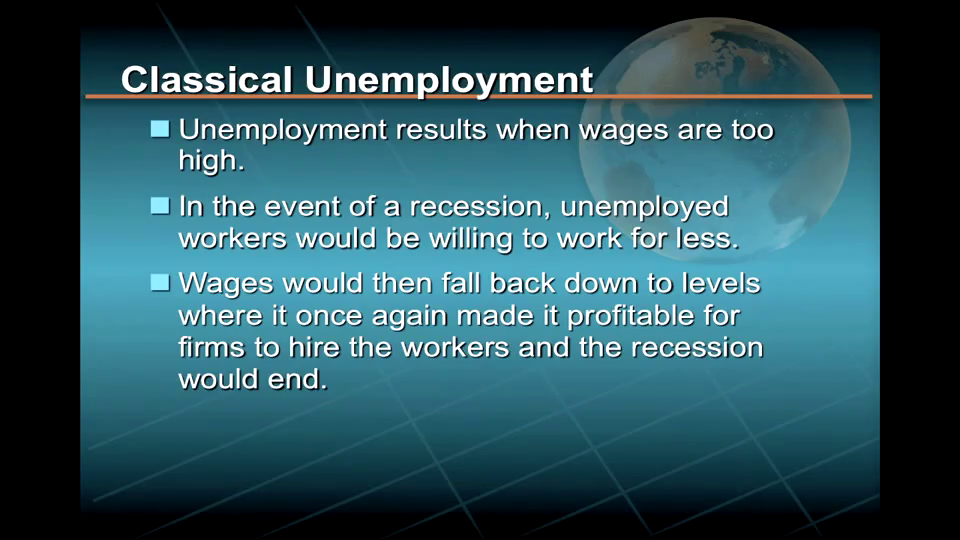 Classical Unemployment
Unemployment results when wages are too
high.
In the event of a recession, unemployed
workers would be willing to work for less.
Wages would then fall back down to levels
where it once again made it profitable for
firms to hire the workers and the recession
would end.